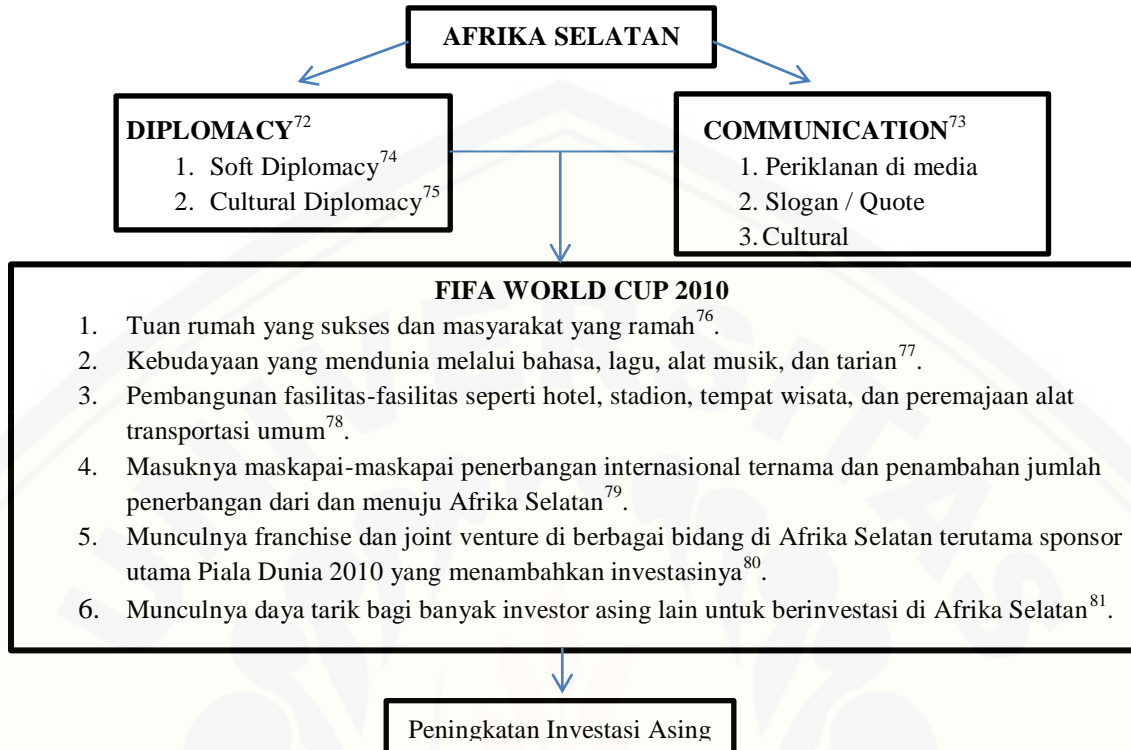 AFRIKA SELATAN
DIPLOMACY72
1. Soft Diplomacy74
2. Cultural Diplomacy75
COMMUNICATION73
1. Periklanan di media
2. Slogan / Quote
3. Cultural
FIFA WORLD CUP 2010
1. Tuan rumah yang sukses dan masyarakat yang ramah76.
2. Kebudayaan yang mendunia melalui bahasa, lagu, alat musik, dan tarian77.
3. Pembangunan fasilitas-fasilitas seperti hotel, stadion, tempat wisata, dan peremajaan alat
transportasi umum78.
4. Masuknya maskapai-maskapai penerbangan internasional ternama dan penambahan jumlah
penerbangan dari dan menuju Afrika Selatan79.
5. Munculnya franchise dan joint venture di berbagai bidang di Afrika Selatan terutama sponsor
utama Piala Dunia 2010 yang menambahkan investasinya80.
6. Munculnya daya tarik bagi banyak investor asing lain untuk berinvestasi di Afrika Selatan81.
Peningkatan Investasi Asing
UNIVERSITAS